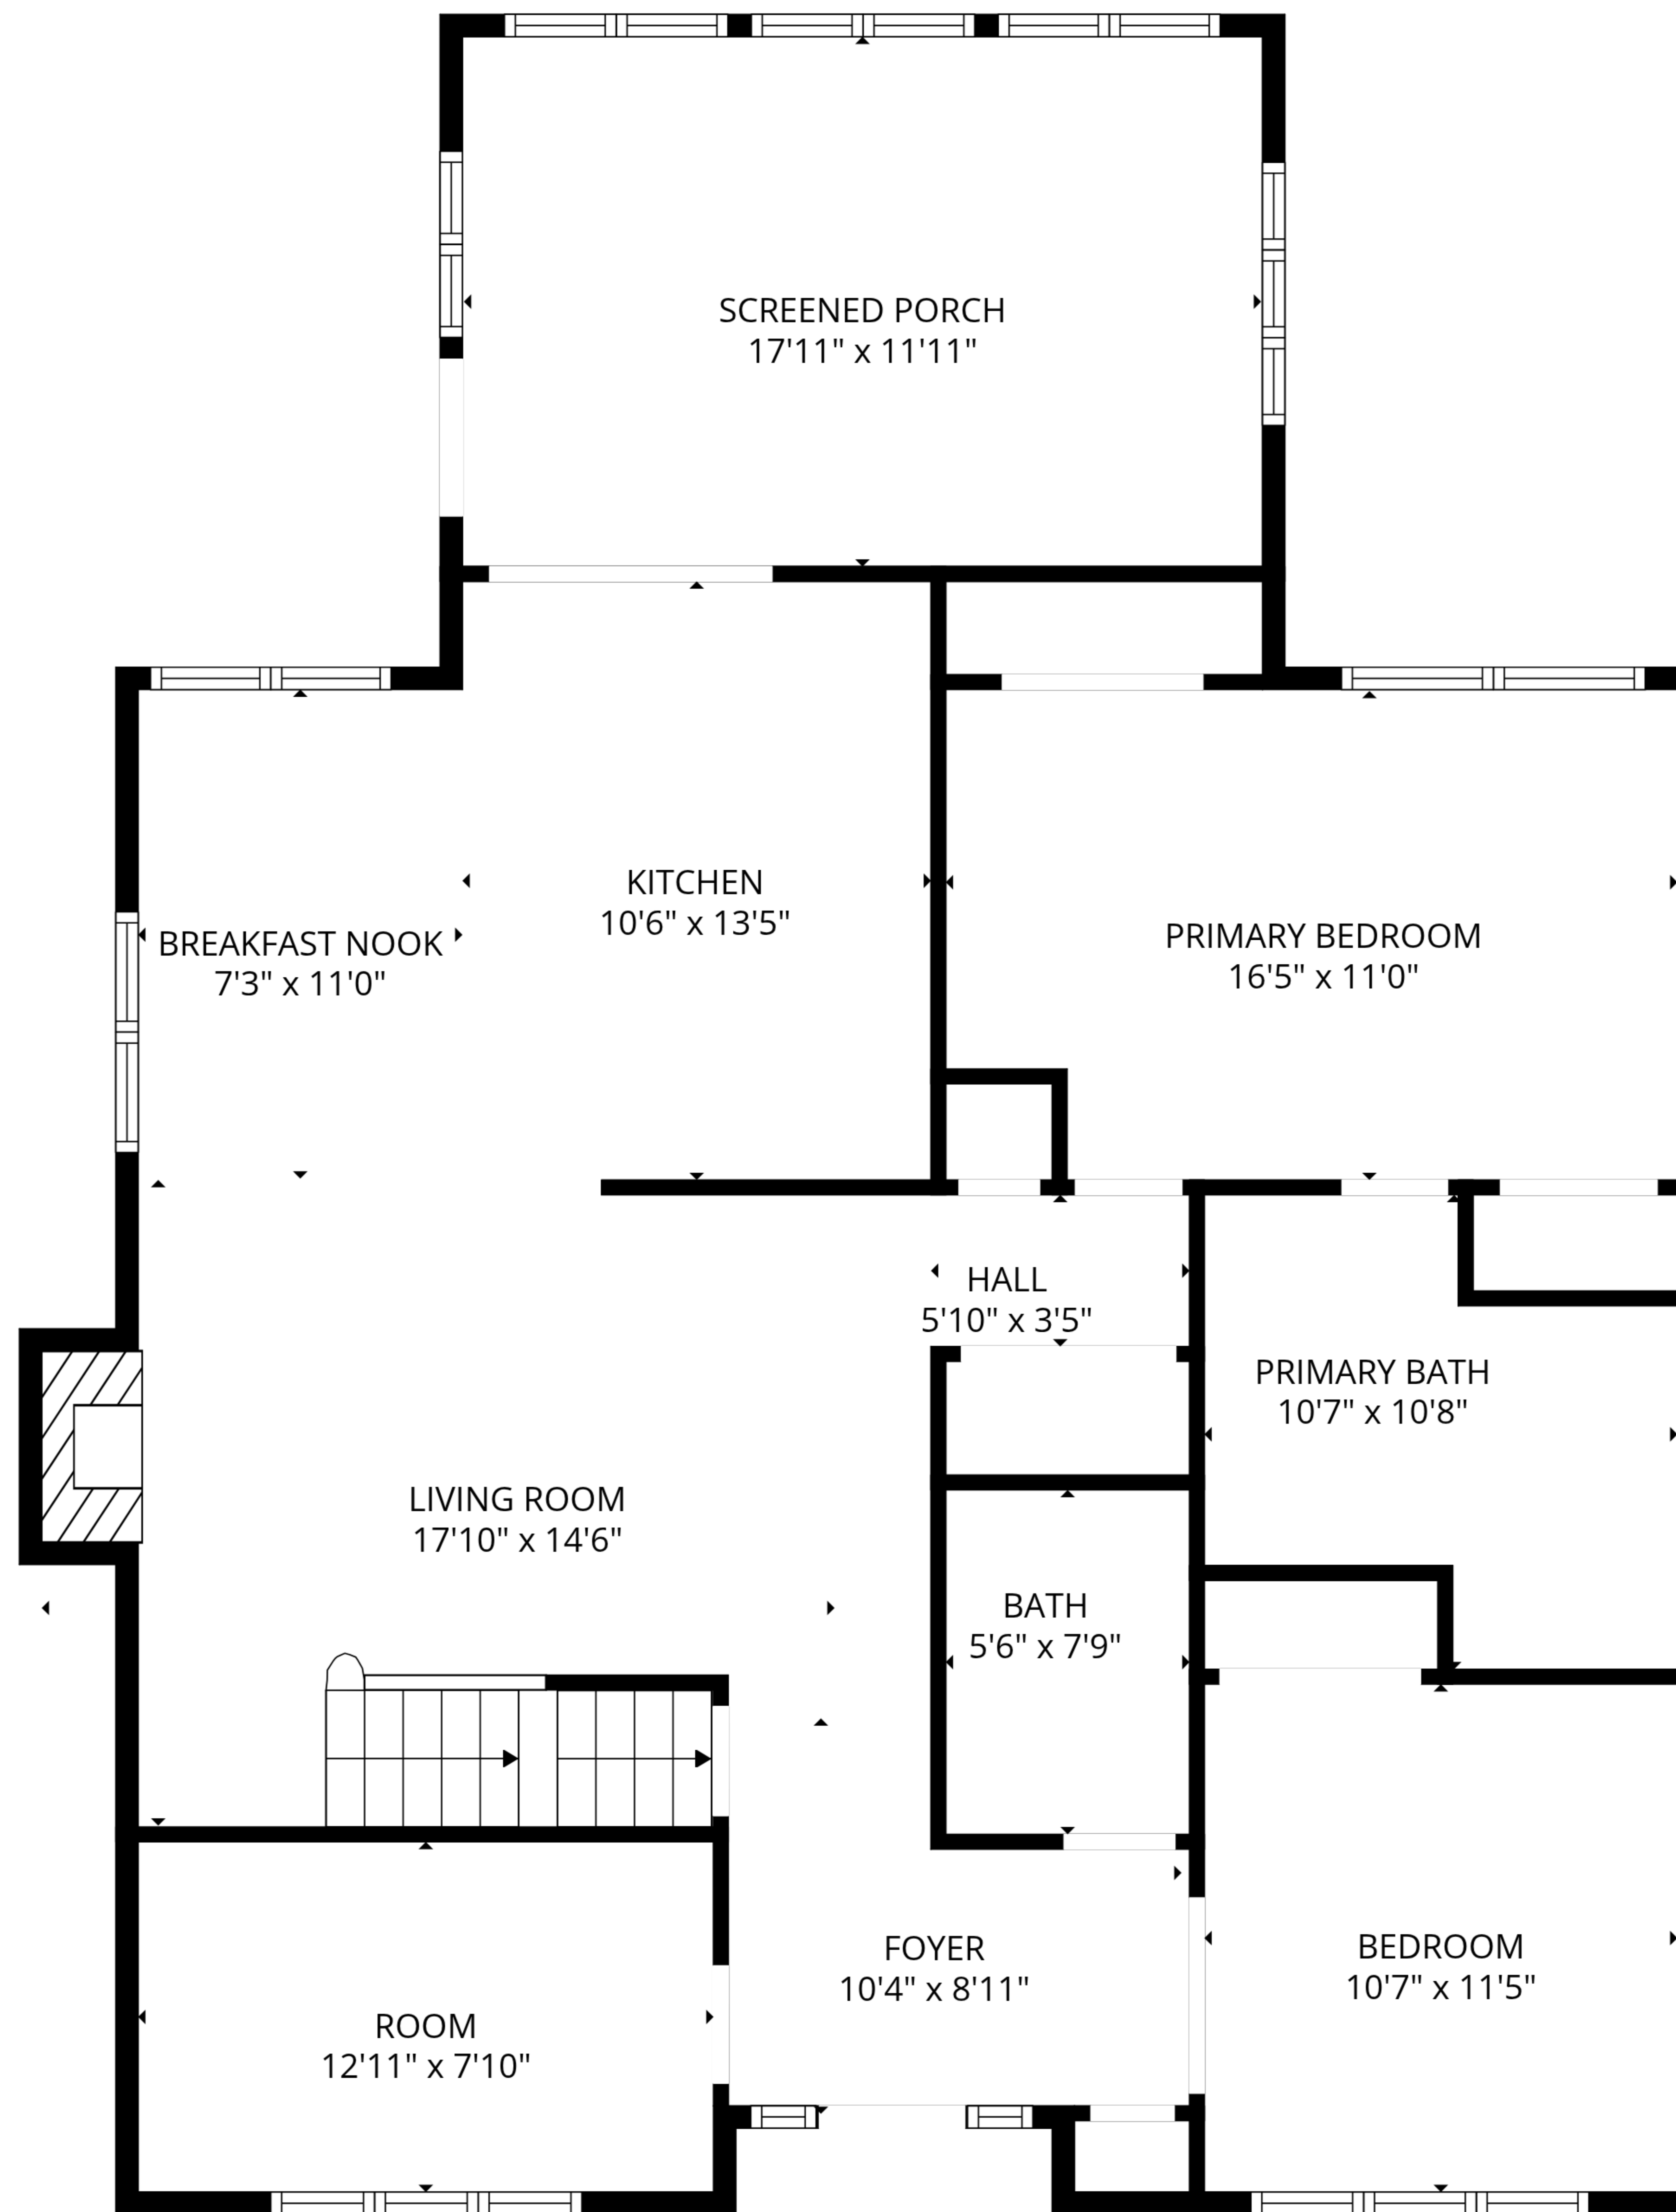 SCREENED PORCH
17'11" x 11'11"
KITCHEN
10'6" x 13'5"
BREAKFAST NOOK
7'3" x 11'0"
PRIMARY BEDROOM
16'5" x 11'0"
HALL
5'10" x 3'5"
PRIMARY BATH
10'7" x 10'8"
LIVING ROOM
17'10" x 14'6"
BATH
5'6" x 7'9"
FOYER
10'4" x 8'11"
BEDROOM
10'7" x 11'5"
ROOM
12'11" x 7'10"